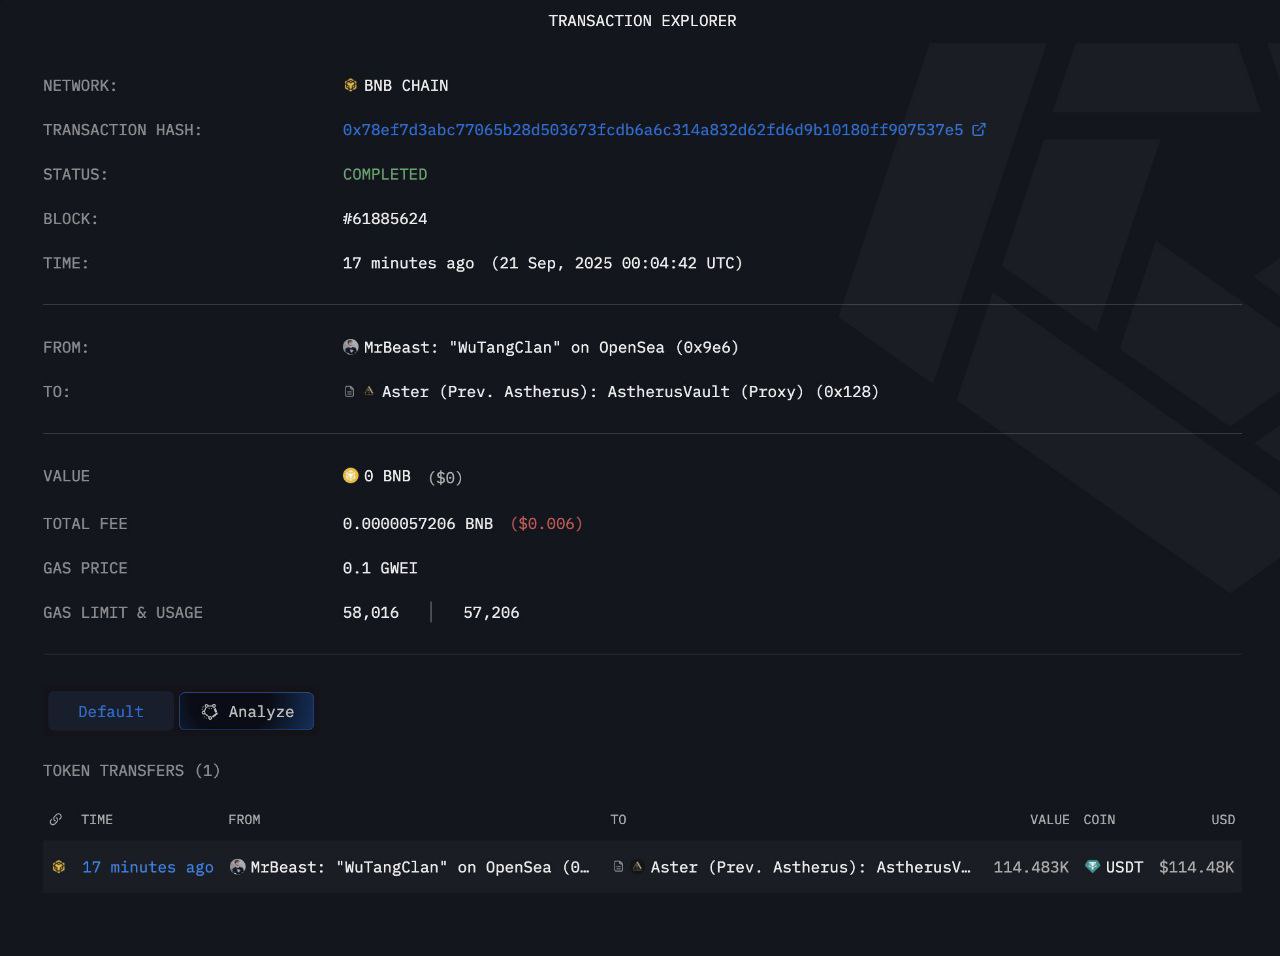 TRANSACTION EXPLORER
NETWORK: BNB CHAIN
TRANSACTION HASH: 0x78ef7d3abc77065b28d503673fcdb6a6c314a832d62fd6d9b10180ff907537e5
STATUS: COMPLETED
BLOCK: #61885624
TIME: 17 minutes ago (21 Sep, 2025 00:04:42 UTC)
FROM: MrBeast: "WuTangClan" on OpenSea (0x9e6)
TO: Aster (Prev. Astherus): AstherusVault (Proxy) (0x128)
VALUE 0 BNB ($0)
TOTAL FEE 0.0000057206 BNB ($0.006)
GAS PRICE 0.1 GWEI
GAS LIMIT & USAGE 58,016 | 57,206
Default Analyze
TOKEN TRANSFERS (1)
TIME FROM TO VALUE COIN USD
17 minutes ago MrBeast: "WuTangClan" on OpenSea (0… Aster (Prev. Astherus): AstherusV… 114.483K USDT $114.48K